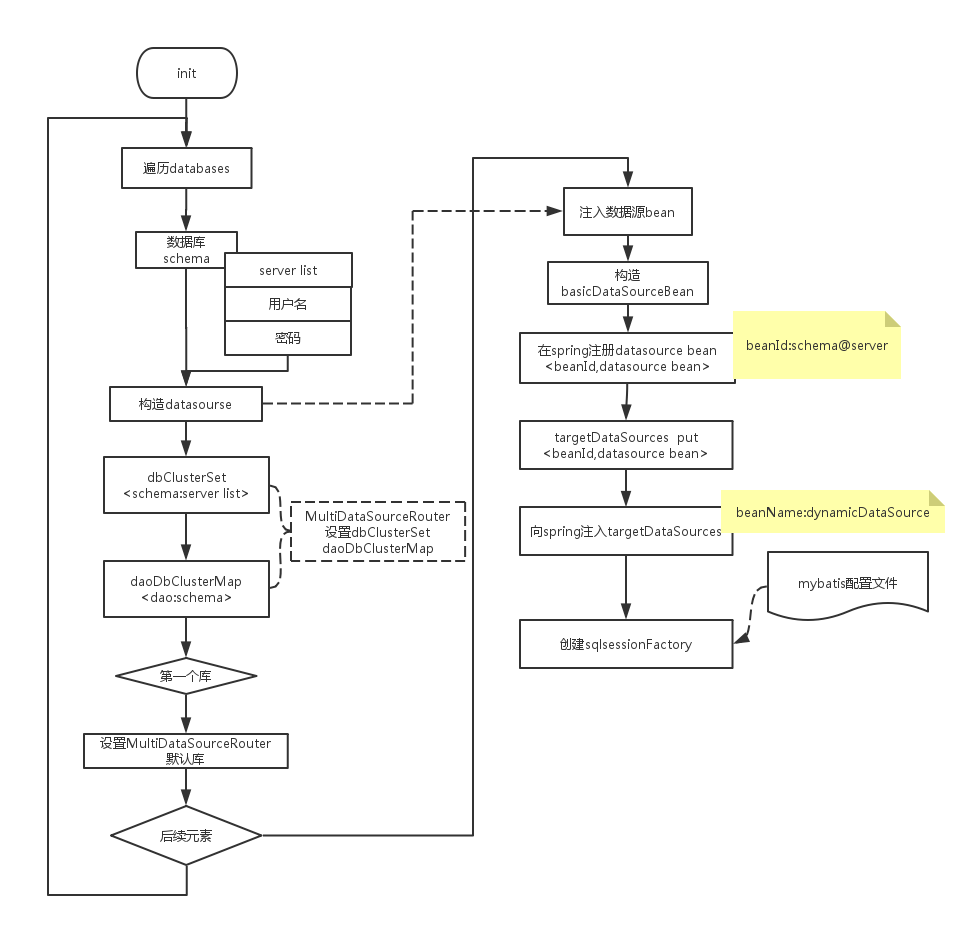 init
遍历databases
数据库
schema
server list
用户名
密码
构造datasourse
dbClusterSet
<schema:server list>
MultiDataSourceRouter
设置dbClusterSet
daoDbClusterMap
daoDbClusterMap
<dao:schema>
第一个库
设置MultiDataSourceRouter
默认库
后续元素
注入数据源bean
构造
basicDataSourceBean
在spring注册datasource bean
<beanId,datasource bean>
beanId:schema@server
targetDataSources  put
<beanId,datasource bean>
beanName:dynamicDataSource
向spring注入targetDataSources
mybatis配置文件
创建sqlsessionFactory